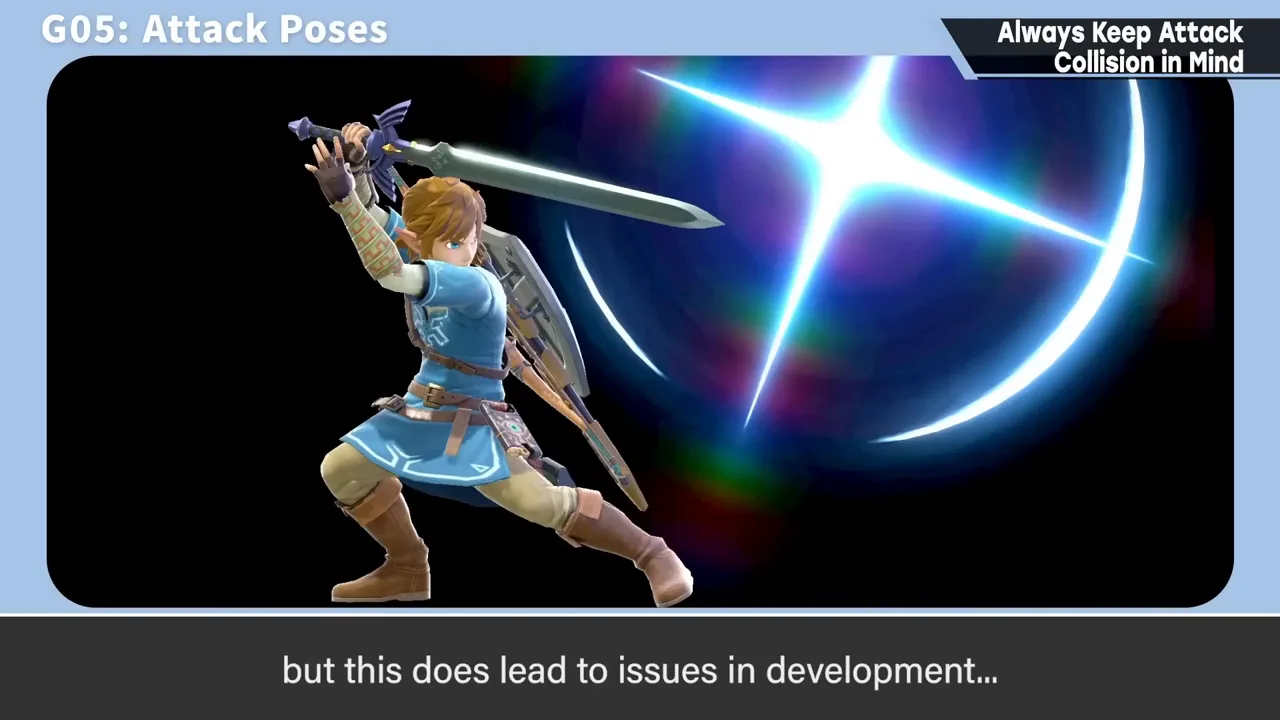 G05: Attack Poses
Always Keep Attack
Collision in Mind
but this does lead to issues in development...